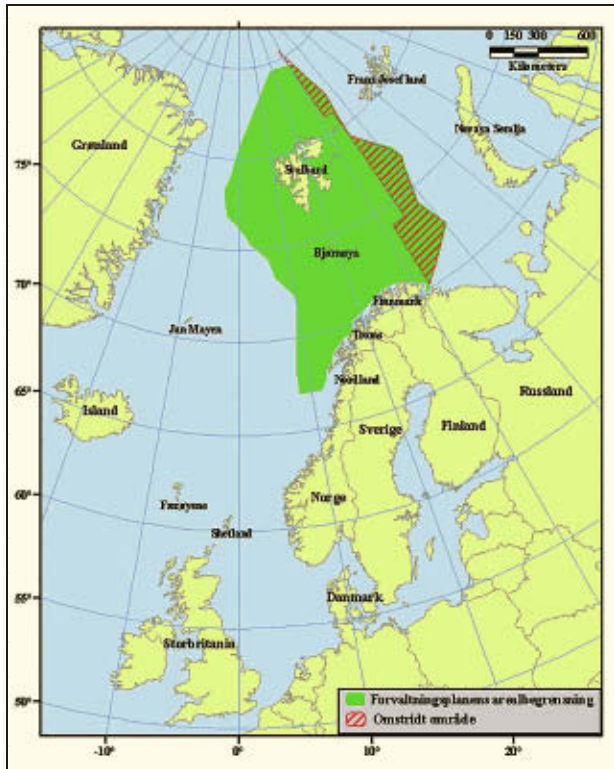 0 150 300 600
Kilometers
Frans Josef land
Novaya Semlja
Grønland
75°
Svalbard
Bjørnøya
70°
Finnmark
Jan Mayen
Troms
Nordland
65°
Russland
Island
Sverige
Finland
60°
Norge
Færøyene
Shetland
55°
Danmark
Storbritania
50°
Forvaltningsplanens arealbegrensning
Omstridt område
-10° 0° 10° 20°